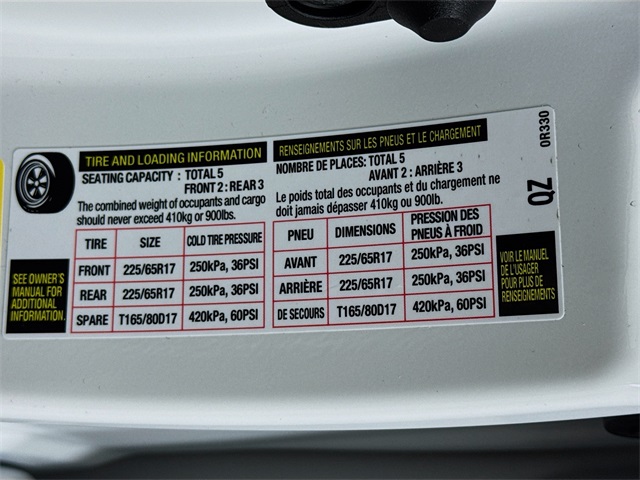 TIRE AND LOADING INFORMATION
SEATING CAPACITY : TOTAL 5
FRONT 2 : REAR 3
The combined weight of occupants and cargo
should never exceed 410kg or 900lbs.
TIRE SIZE COLD TIRE PRESSURE
FRONT 225/65R17 250kPa, 36PSI
REAR 225/65R17 250kPa, 36PSI
SPARE T165/80D17 420kPa, 60PSI
SEE OWNER'S
MANUAL FOR
ADDITIONAL
INFORMATION.
RENSEIGNEMENTS SUR LES PNEUS ET LE CHARGEMENT
NOMBRE DE PLACES: TOTAL 5
AVANT 2 : ARRIÈRE 3
Le poids total des occupants et du chargement ne
doit jamais dépasser 410kg ou 900lb.
PNEU DIMENSIONS PRESSION DES
PNEUS À FROID
AVANT 225/65R17 250kPa, 36PSI
ARRIÈRE 225/65R17 250kPa, 36PSI
DE SECOURS T165/80D17 420kPa, 60PSI
VOIR LE MANUEL
DE L'USAGER
POUR PLUS DE
RENSEIGNEMENTS
QZ
0R330